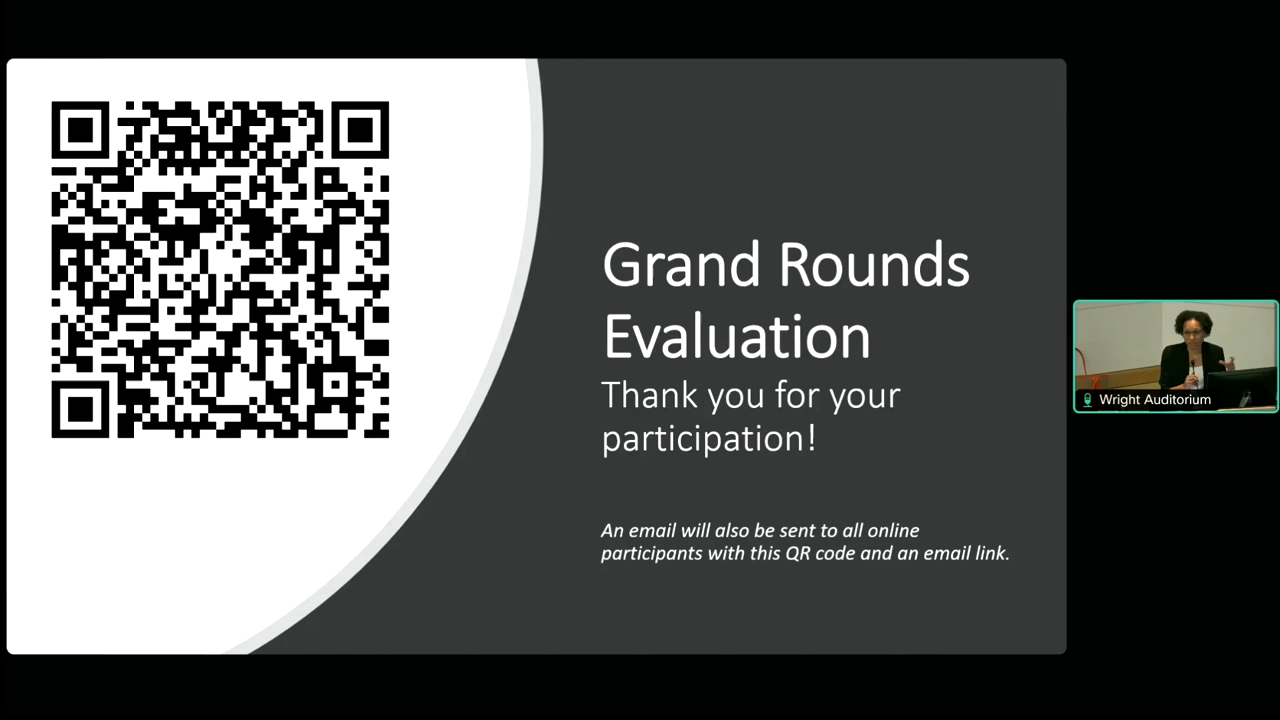 Grand Rounds
Evaluation
Thank you for your
participation!
An email will also be sent to all online
participants with this QR code and an email link.
Wright Auditorium